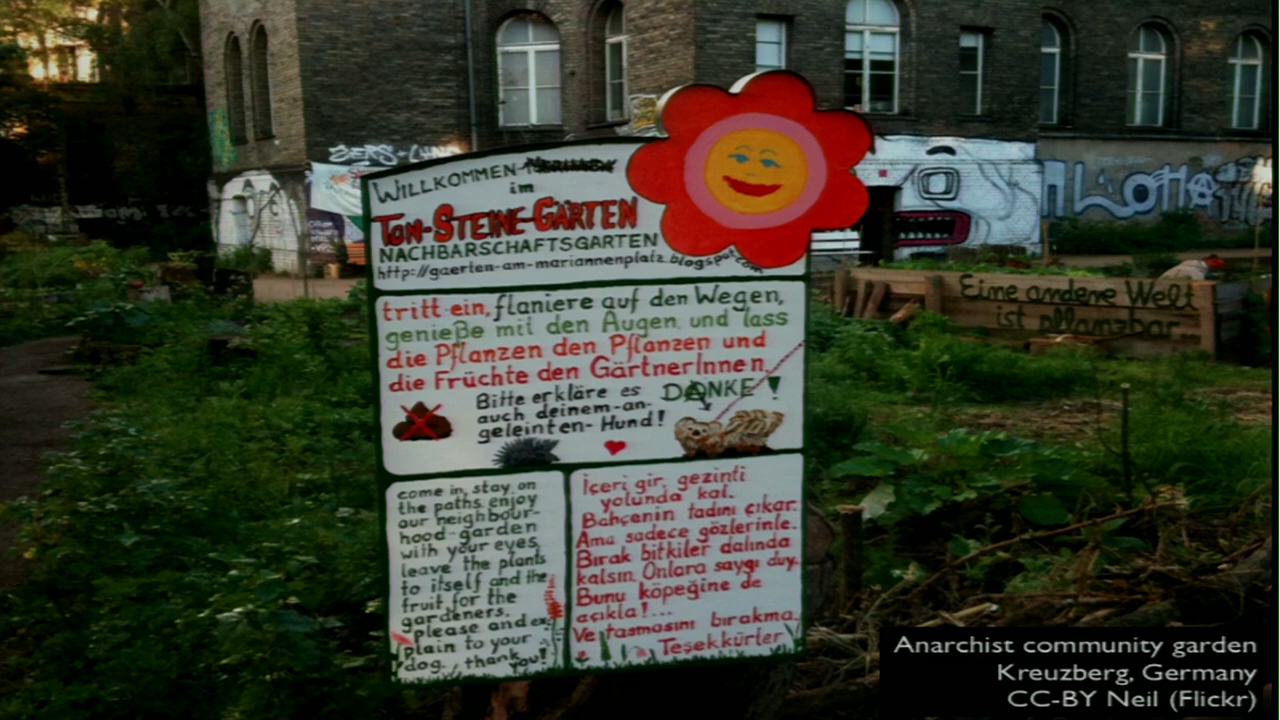 WILLKOMMEN
im
TON-STEINE-GÄRTEN
NACHBARSCHAFTSGARTEN
http://gaerten-am-mariannenplatz.blogspot.com
tritt ein, flaniere auf den Wegen,
genieße mit den Augen und lass
die Pflanzen den Pflanzen und
die Früchte den GärtnerInnen.
Bitte erkläre es
auch deinem-an-
geleinten-Hund!
DANKE!
come in, stay on
the paths enjoy
our neighbour-
hood-garden
with your eyes,
leave the plants
to itself and the
fruit for the
gardeners.
please and ex-
plain to your
dog, thank you!
İçeri gir, gezinti
yolunda kal.
Bahçenin tadını çıkar.
Ama sadece gözlerinle.
Bırak bitkiler dalında
kalsın. Onlara saygı duy.
Bunu köpeğine de
açıkla!...
Ve tasmasını bırakma.
Teşekkürler
Eine andere Welt
ist pflanzbar
Anarchist community garden
Kreuzberg, Germany
CC-BY Neil (Flickr)